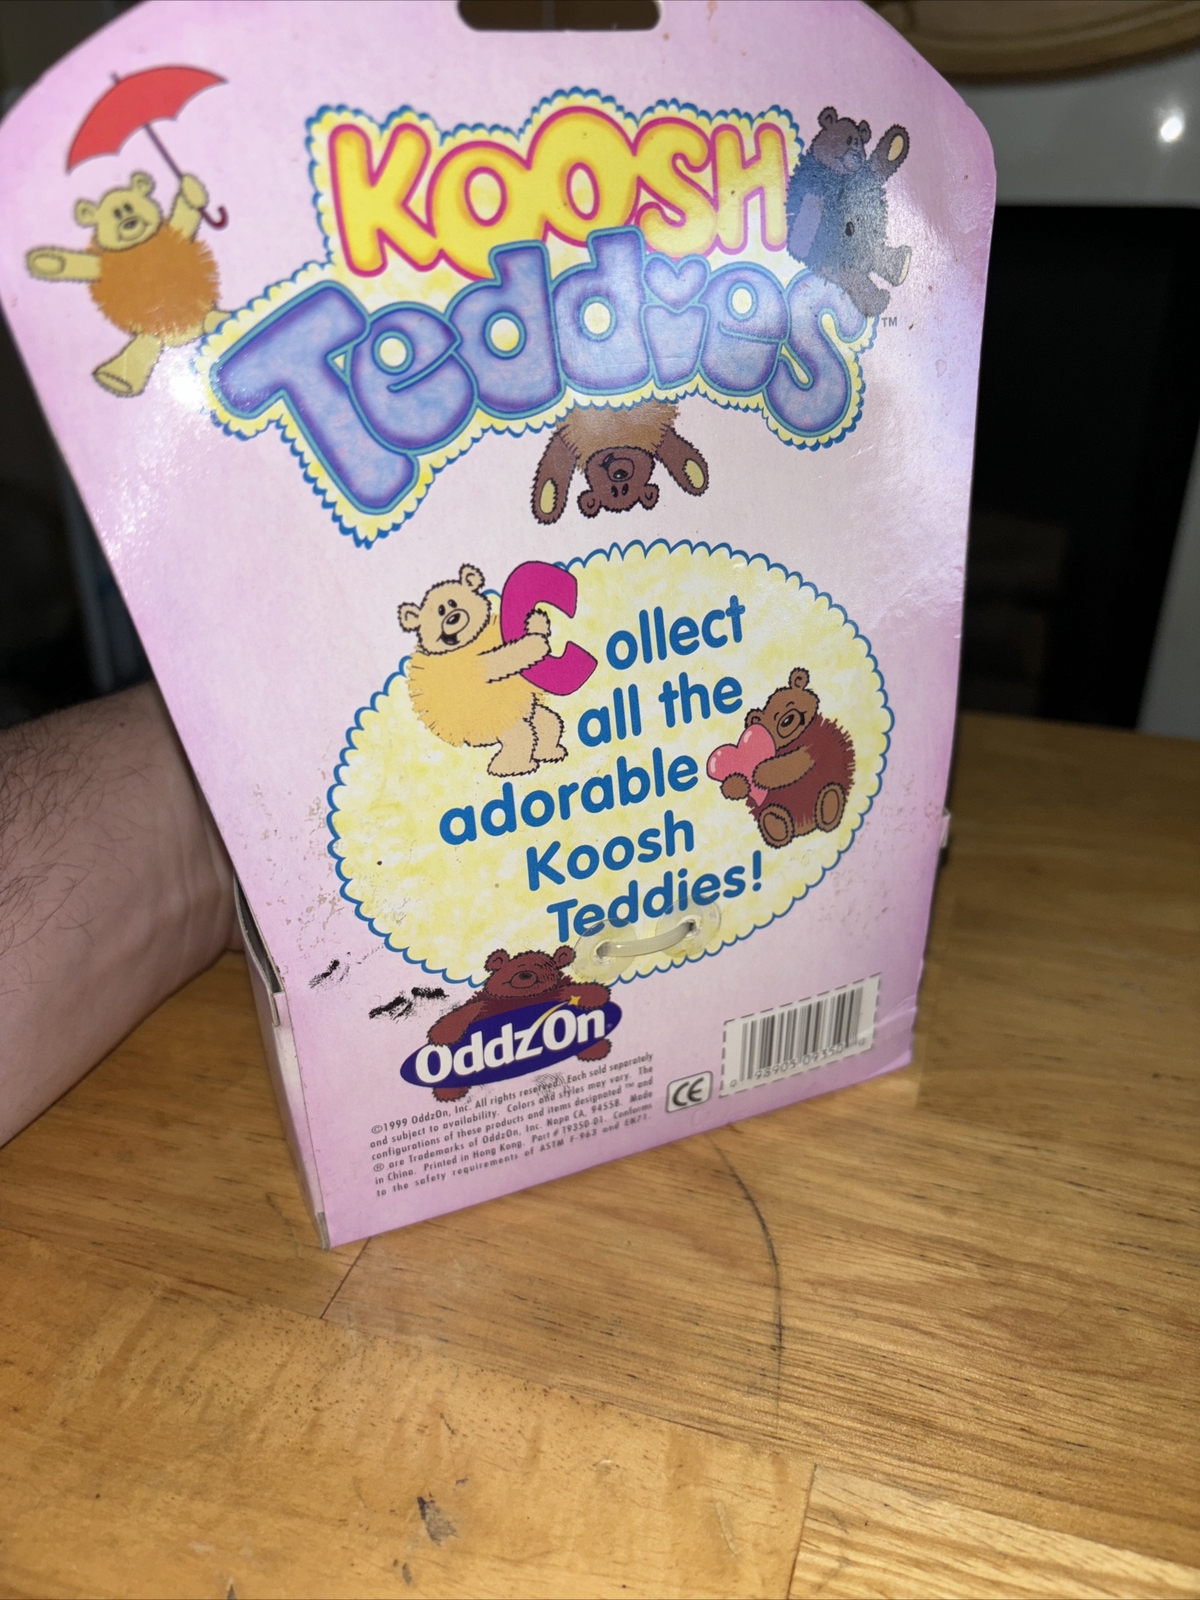 KOOSH
Teddies™
Collect
all the
adorable
Koosh
Teddies!
OddzOn®
©1999 OddzOn, Inc. All rights reserved. Each sold separately
and subject to availability. Colors and styles may vary. The
configurations of these products and items designated ™ and
® are Trademarks of OddzOn, Inc. Napa CA, 94558. Made
in China. Printed in Hong Kong. Part # T9350-01. Conforms
to the safety requirements of ASTM F-963 and EN71.
CE